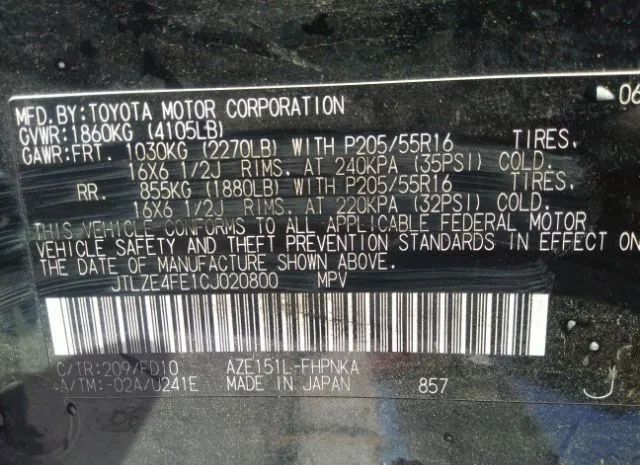 06
MFD.BY:TOYOTA MOTOR CORPORATION
GVWR:1860KG (4105LB)
GAWR:FRT. 1030KG (2270LB) WITH P205/55R16 TIRES,
16X6 1/2J RIMS, AT 240KPA (35PSI) COLD.
RR. 855KG (1880LB) WITH P205/55R16 TIRES,
16X6 1/2J RIMS, AT 220KPA (32PSI) COLD.
THIS VEHICLE CONFORMS TO ALL APPLICABLE FEDERAL MOTOR
VEHICLE SAFETY AND THEFT PREVENTION STANDARDS IN EFFECT ON
THE DATE OF MANUFACTURE SHOWN ABOVE.
JTLZE4FE1CJ020800 MPV
C/TR:209/FD10 AZE151L-FHPNKA
A/TM:-02A/U241E MADE IN JAPAN 857